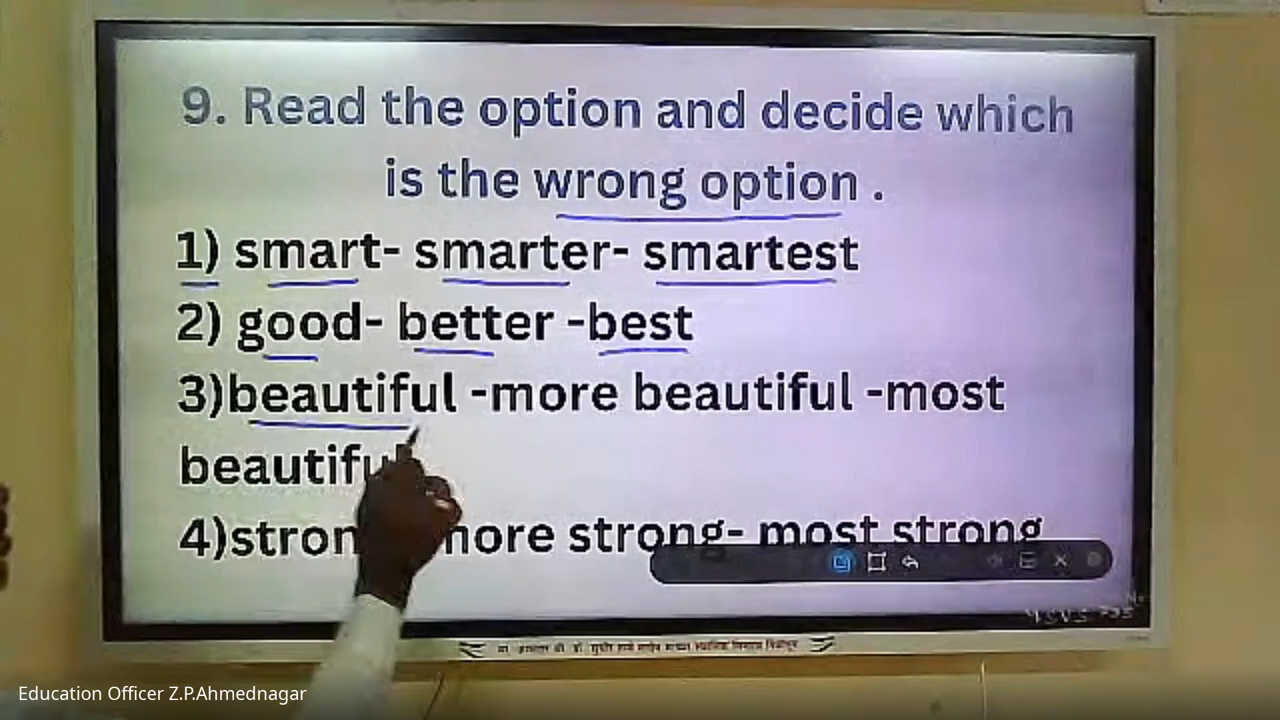 9. Read the option and decide which
is the wrong option .
1) smart- smarter- smartest
2) good- better -best
3)beautiful -more beautiful -most
beautiful
4)stron more strong- most strong
Education Officer Z.P.Ahmednagar